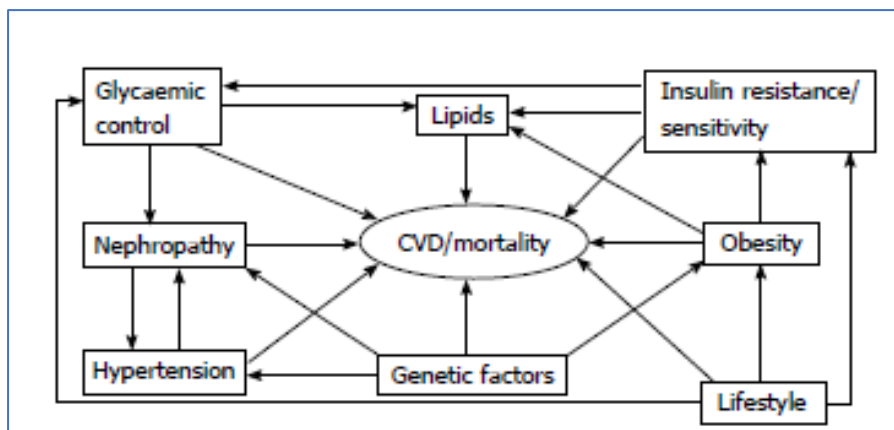 Glycaemic
control
Lipids
Insulin resistance/
sensitivity
Nephropathy
CVD/mortality
Obesity
Hypertension
Genetic factors
Lifestyle